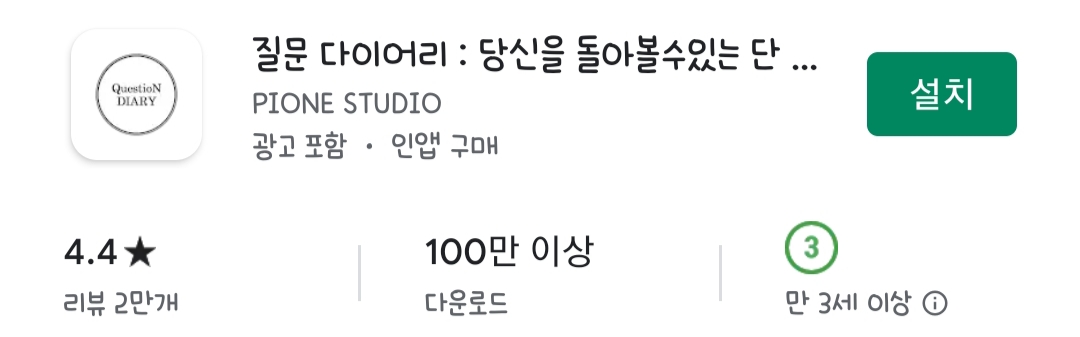 QuestioN
DIARY
질문 다이어리 : 당신을 돌아볼수있는 단 ...
PIONE STUDIO
광고 포함 · 인앱 구매
설치
4.4★
리뷰 2만개
100만 이상
다운로드
3
만 3세 이상